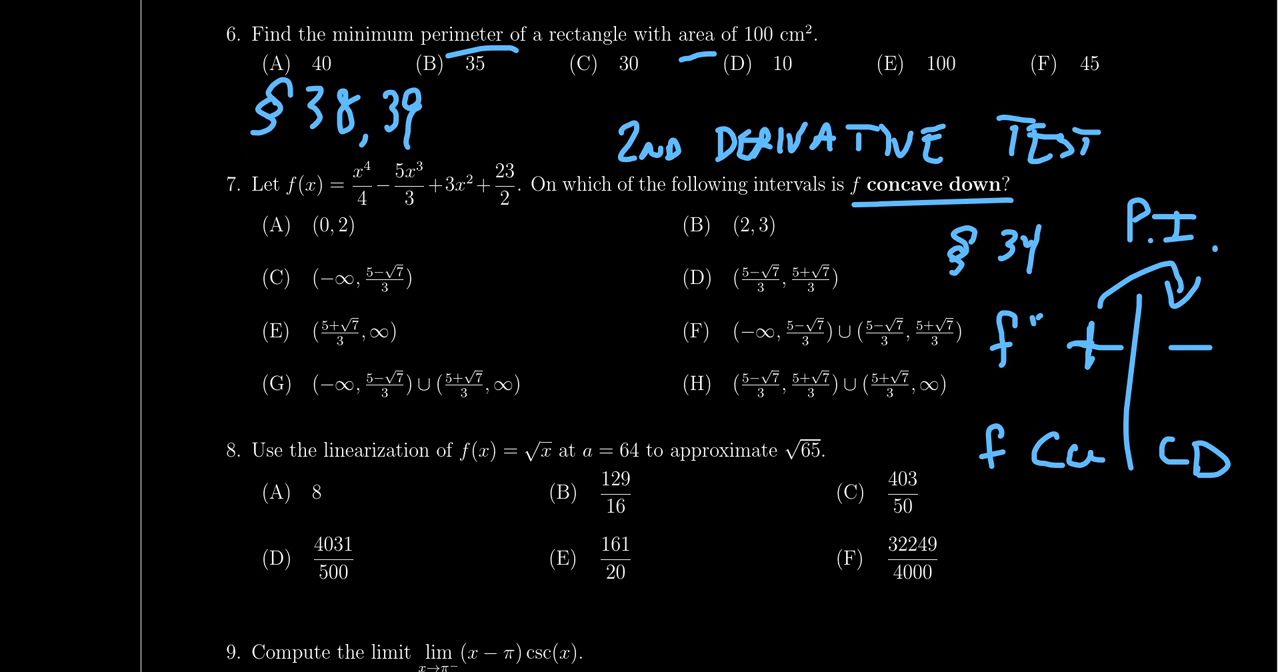 6. Find the minimum perimeter of a rectangle with area of 100 cm².
(A) 40 (B) 35 (C) 30 (D) 10 (E) 100 (F) 45
§ 38, 39
2ND DERIVATIVE TEST
7. Let f(x) = x⁴/4 − 5x³/3 + 3x² + 23/2. On which of the following intervals is f concave down?
(A) (0, 2) (B) (2, 3)
§ 34 P.I.
(C) (−∞, (5−√7)/3) (D) ((5−√7)/3, (5+√7)/3)
(E) ((5+√7)/3, ∞) (F) (−∞, (5−√7)/3) ∪ ((5−√7)/3, (5+√7)/3)
f" + −
(G) (−∞, (5−√7)/3) ∪ ((5+√7)/3, ∞) (H) ((5−√7)/3, (5+√7)/3) ∪ ((5+√7)/3, ∞)
f CU CD
8. Use the linearization of f(x) = √x at a = 64 to approximate √65.
(A) 8 (B) 129/16 (C) 403/50
(D) 4031/500 (E) 161/20 (F) 32249/4000
9. Compute the limit lim x→π⁻ (x − π) csc(x).